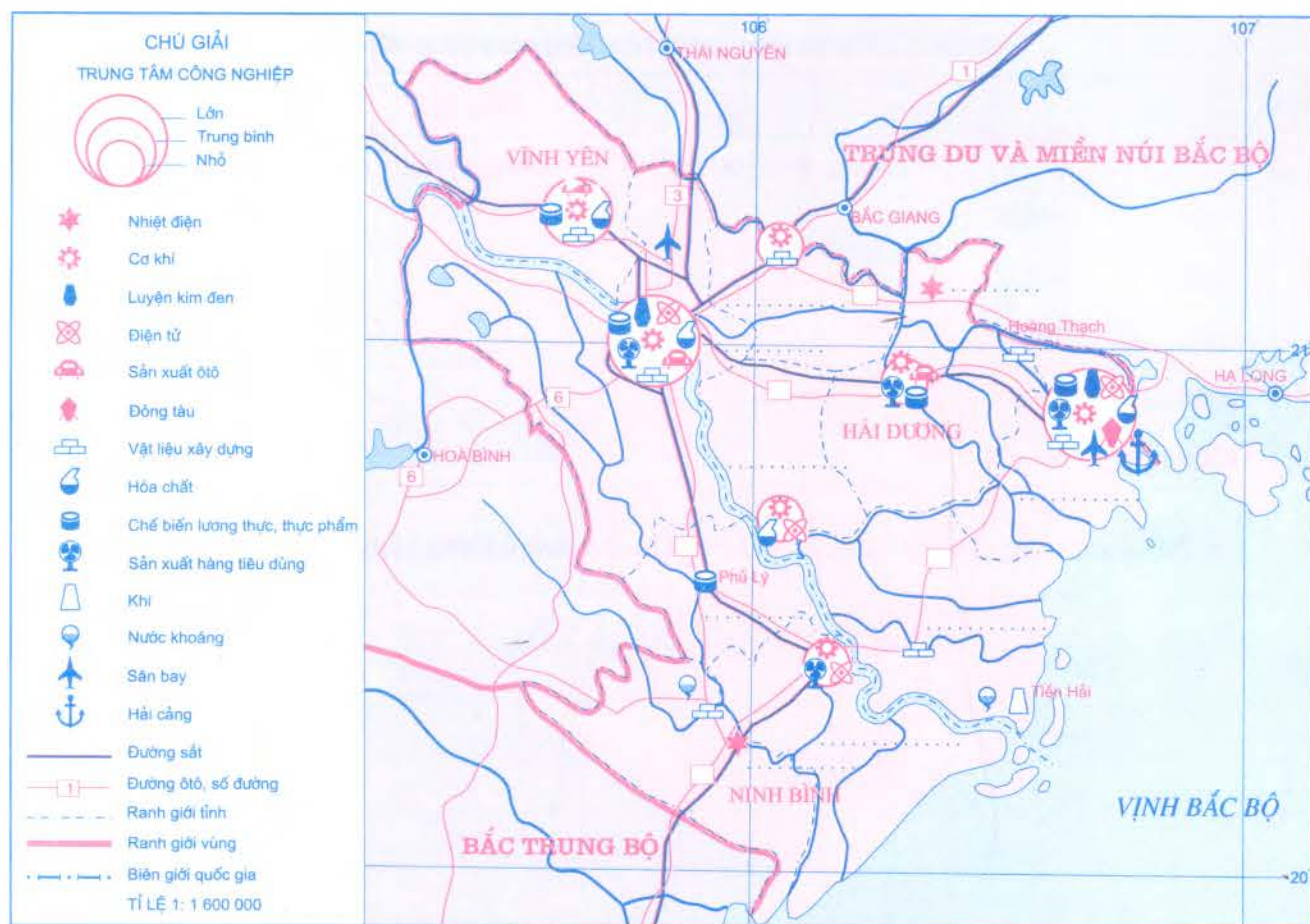 CHÚ GIẢI
TRUNG TÂM CÔNG NGHIỆP
Lớn
Trung bình
Nhỏ
Nhiệt điện
Cơ khí
Luyện kim đen
Điện tử
Sản xuất ôtô
Đóng tàu
Vật liệu xây dựng
Hóa chất
Chế biến lương thực, thực phẩm
Sản xuất hàng tiêu dùng
Khí
Nước khoáng
Sân bay
Hải cảng
Đường sắt
1
Đường ôtô, số đường
Ranh giới tỉnh
Ranh giới vùng
Biên giới quốc gia
TỈ LỆ 1: 1 600 000
106
107
THÁI NGUYÊN
1
VĨNH YÊN
TRUNG DU VÀ MIỀN NÚI BẮC BỘ
3
BẮC GIANG
Hoàng Thạch
21
HẠ LONG
6
HẢI DƯƠNG
HOÀ BÌNH
6
Phủ Lý
Tiền Hải
NINH BÌNH
VỊNH BẮC BỘ
BẮC TRUNG BỘ
20